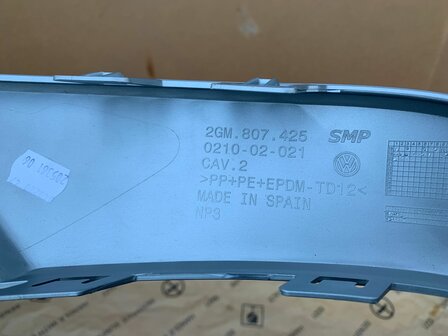 2GM.807.425
SMP
0210-02-021
CAV.2
>PP+PE+EPDM-TD12<
MADE IN SPAIN
NP3